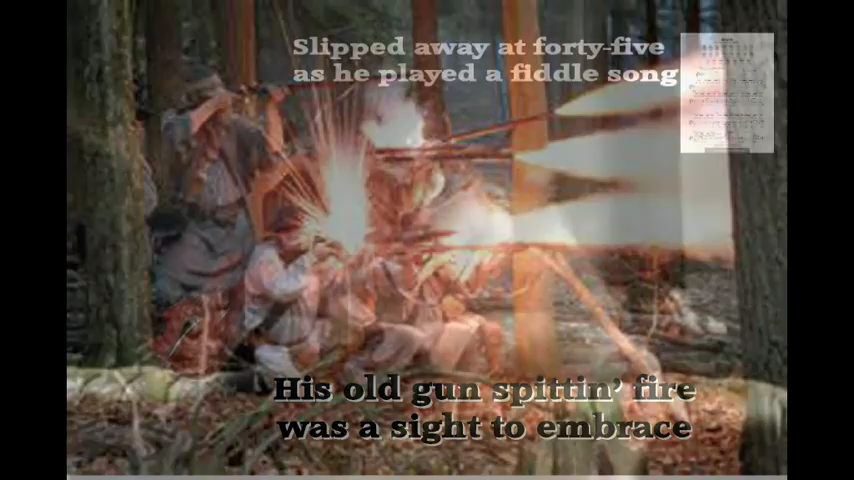 Slipped away at forty-five
as he played a fiddle song
His old gun spittin’ fire
was a sight to embrace